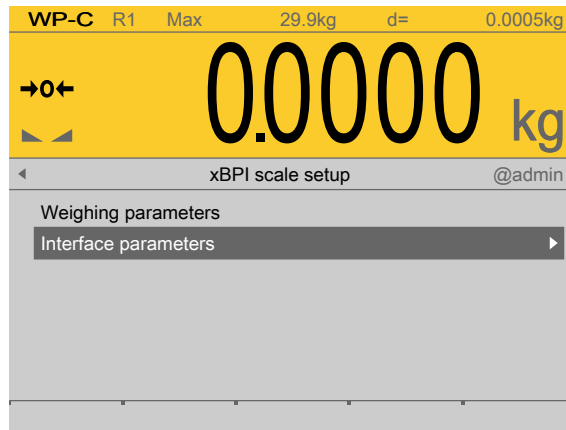 WP-C R1 Max 29.9kg d= 0.0005kg
→0←
0.0000 kg
xBPI scale setup @admin
Weighing parameters
Interface parameters